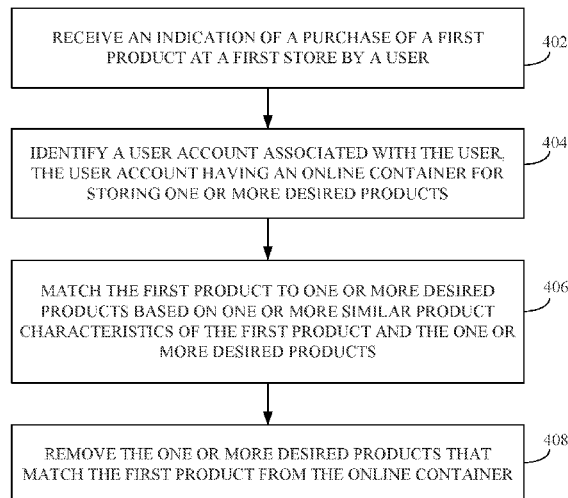 RECEIVE AN INDICATION OF A PURCHASE OF A FIRST
PRODUCT AT A FIRST STORE BY A USER
402
IDENTIFY A USER ACCOUNT ASSOCIATED WITH THE USER,
THE USER ACCOUNT HAVING AN ONLINE CONTAINER FOR
STORING ONE OR MORE DESIRED PRODUCTS
404
MATCH THE FIRST PRODUCT TO ONE OR MORE DESIRED
PRODUCTS BASED ON ONE OR MORE SIMILAR PRODUCT
CHARACTERISTICS OF THE FIRST PRODUCT AND THE ONE OR
MORE DESIRED PRODUCTS
406
REMOVE THE ONE OR MORE DESIRED PRODUCTS THAT
MATCH THE FIRST PRODUCT FROM THE ONLINE CONTAINER
408